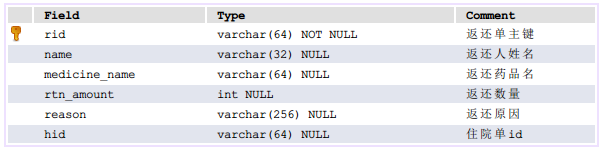 Field Type Comment
rid varchar(64) NOT NULL 返还单主键
name varchar(32) NULL 返还人姓名
medicine_name varchar(64) NULL 返还药品名
rtn_amount int NULL 返还数量
reason varchar(256) NULL 返还原因
hid varchar(64) NULL 住院单id